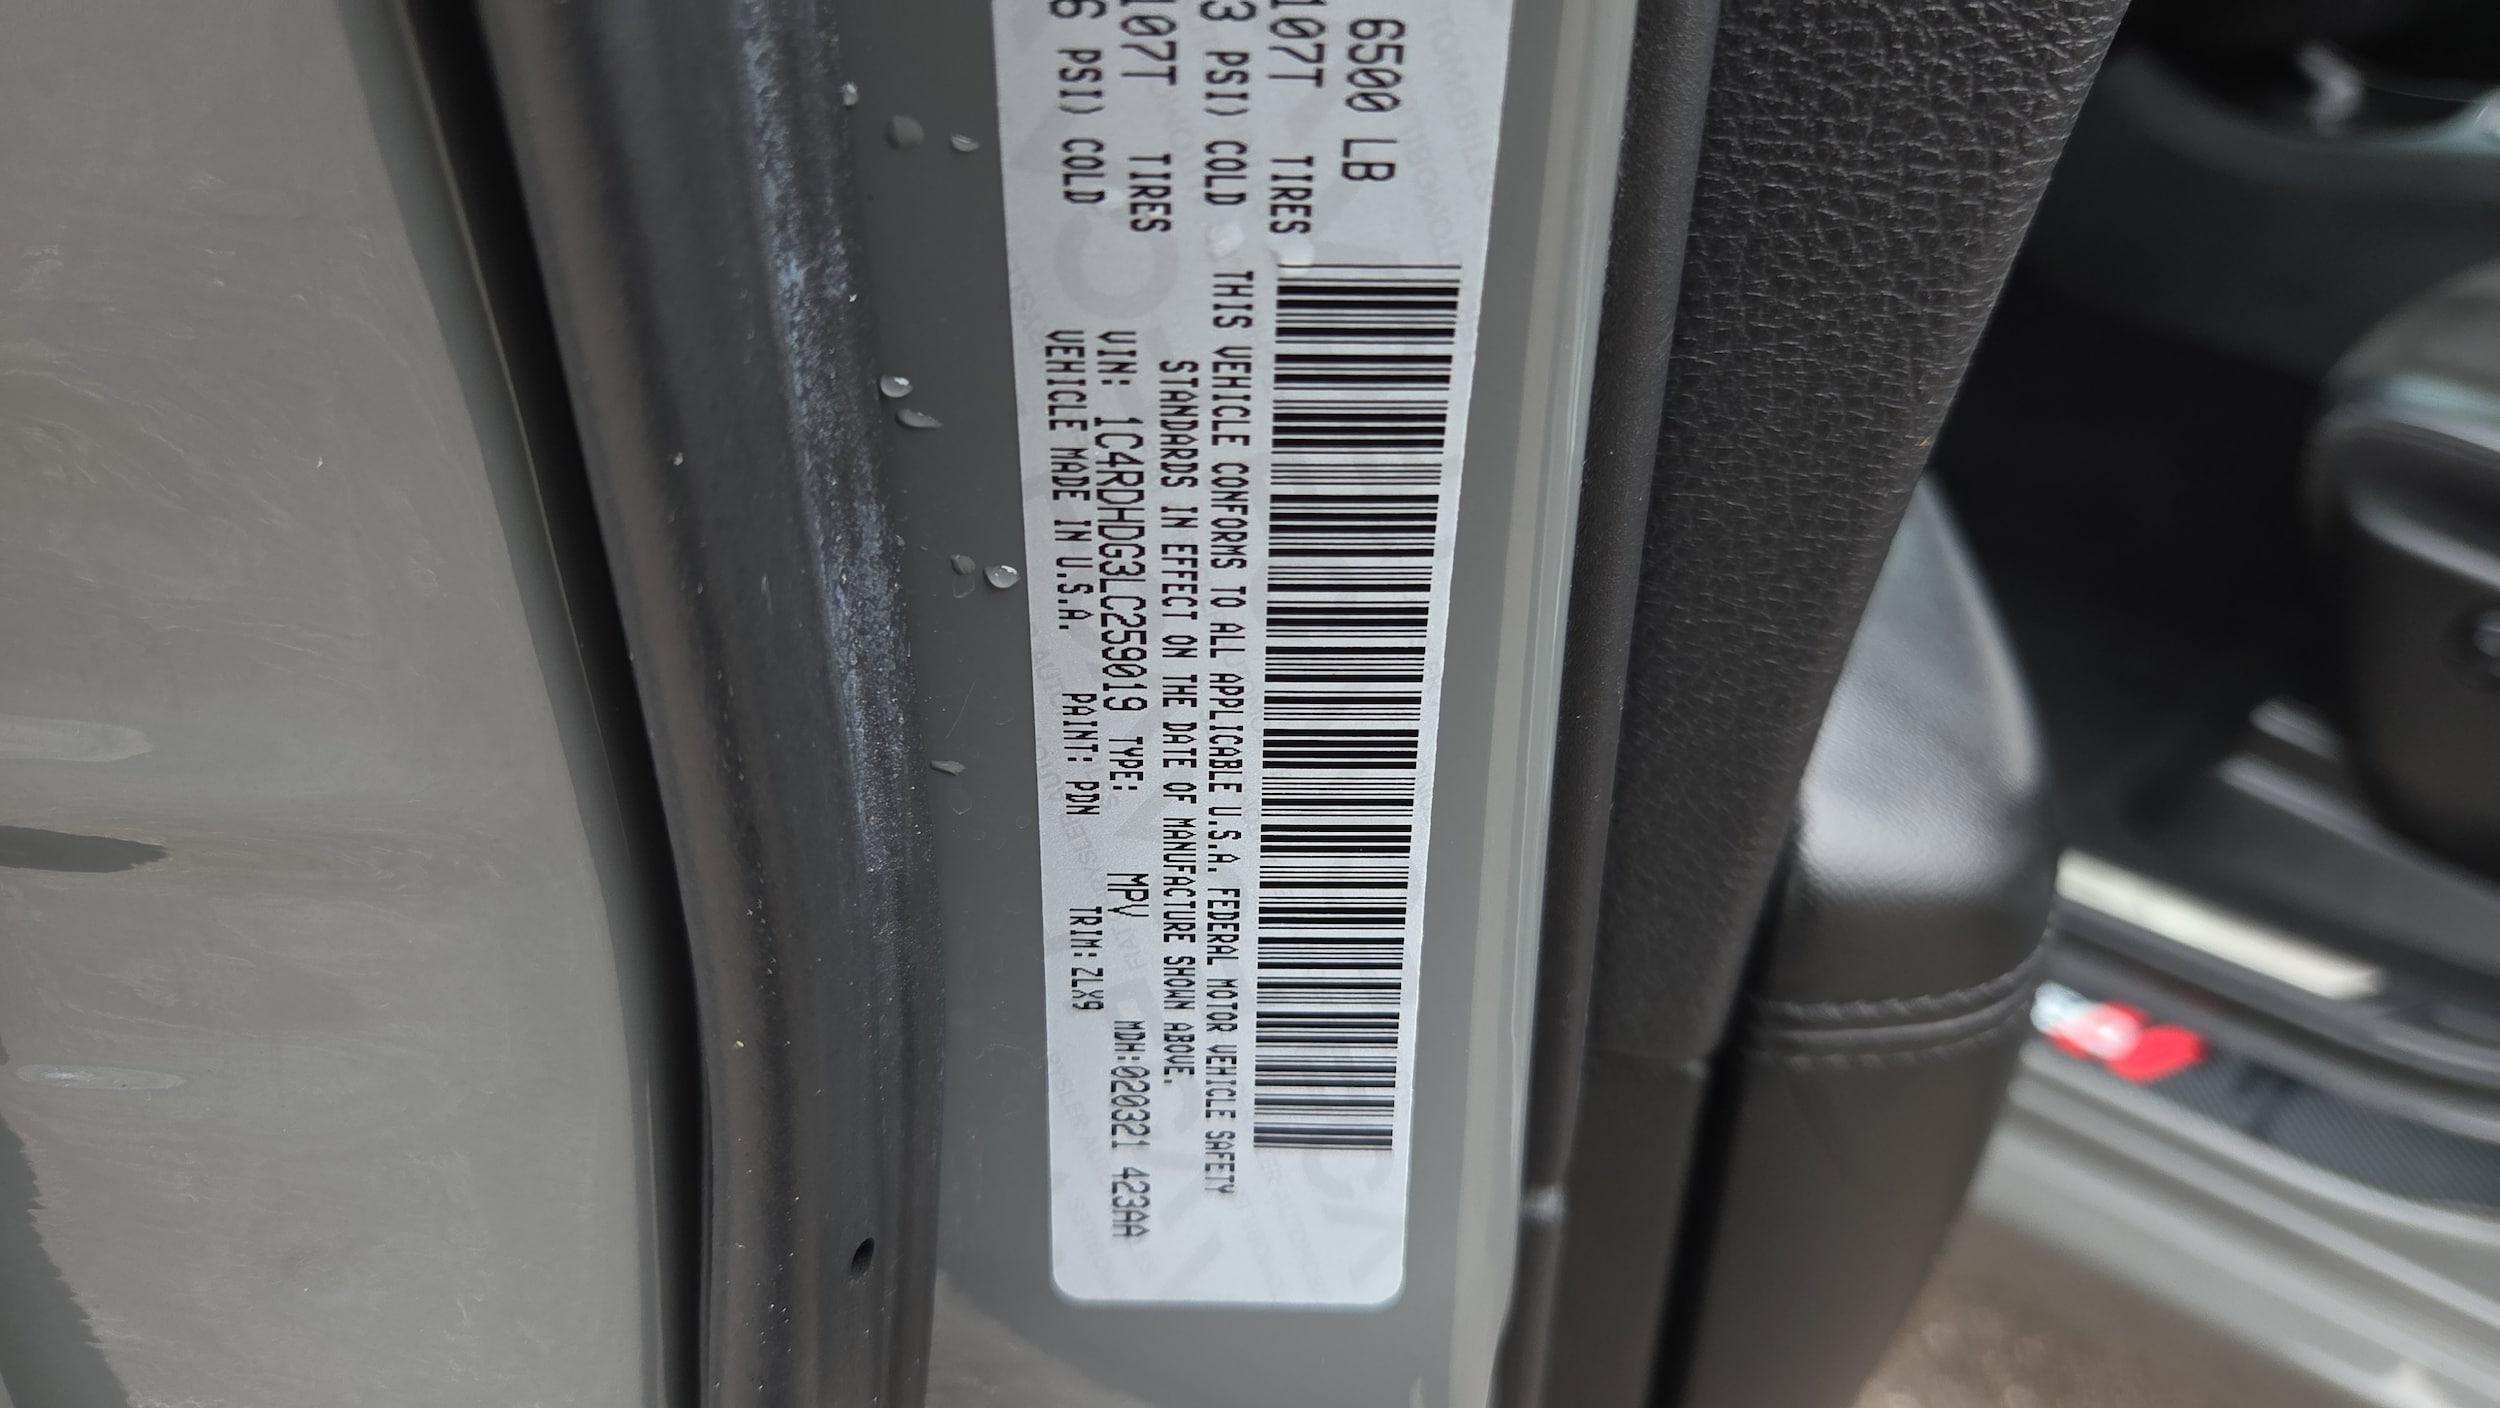 6500 LB
107T TIRES
3 PSI) COLD
107T TIRES
6 PSI) COLD
THIS VEHICLE CONFORMS TO ALL APPLICABLE U.S.A. FEDERAL MOTOR VEHICLE SAFETY
STANDARDS IN EFFECT ON THE DATE OF MANUFACTURE SHOWN ABOVE.
VIN: 1C4RDHDG3LC259019 TYPE: MPV MDH:020321 423AA
VEHICLE MADE IN U.S.A. PAINT: PDN TRIM: ZLX9